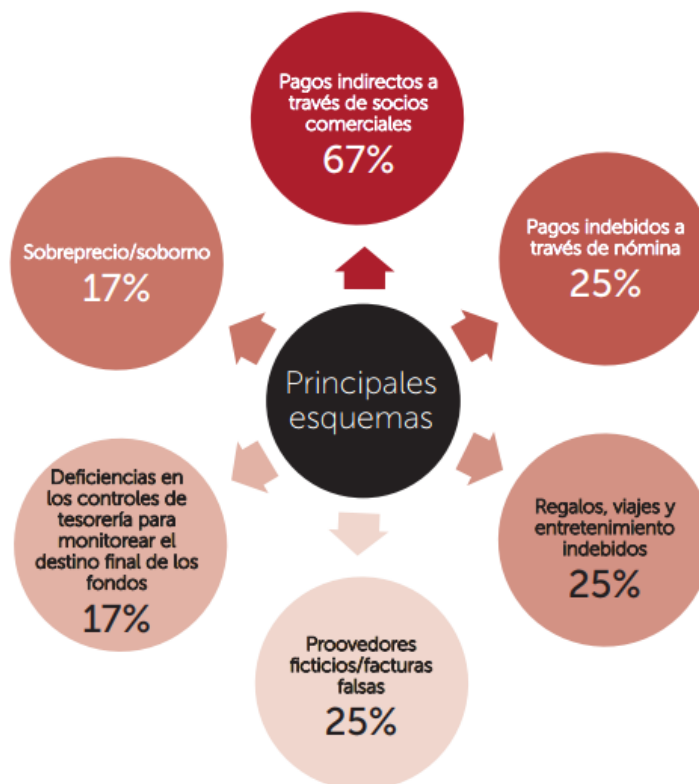 Pagos indirectos a
través de socios
comerciales
67%
Pagos indebidos a
través de nómina
25%
Regalos, viajes y
entretenimiento
indebidos
25%
Proovedores
ficticios/facturas
falsas
25%
Deficiencias en
los controles de
tesorería para
monitorear el
destino final de los
fondos
17%
Sobreprecio/soborno
17%
Principales
esquemas